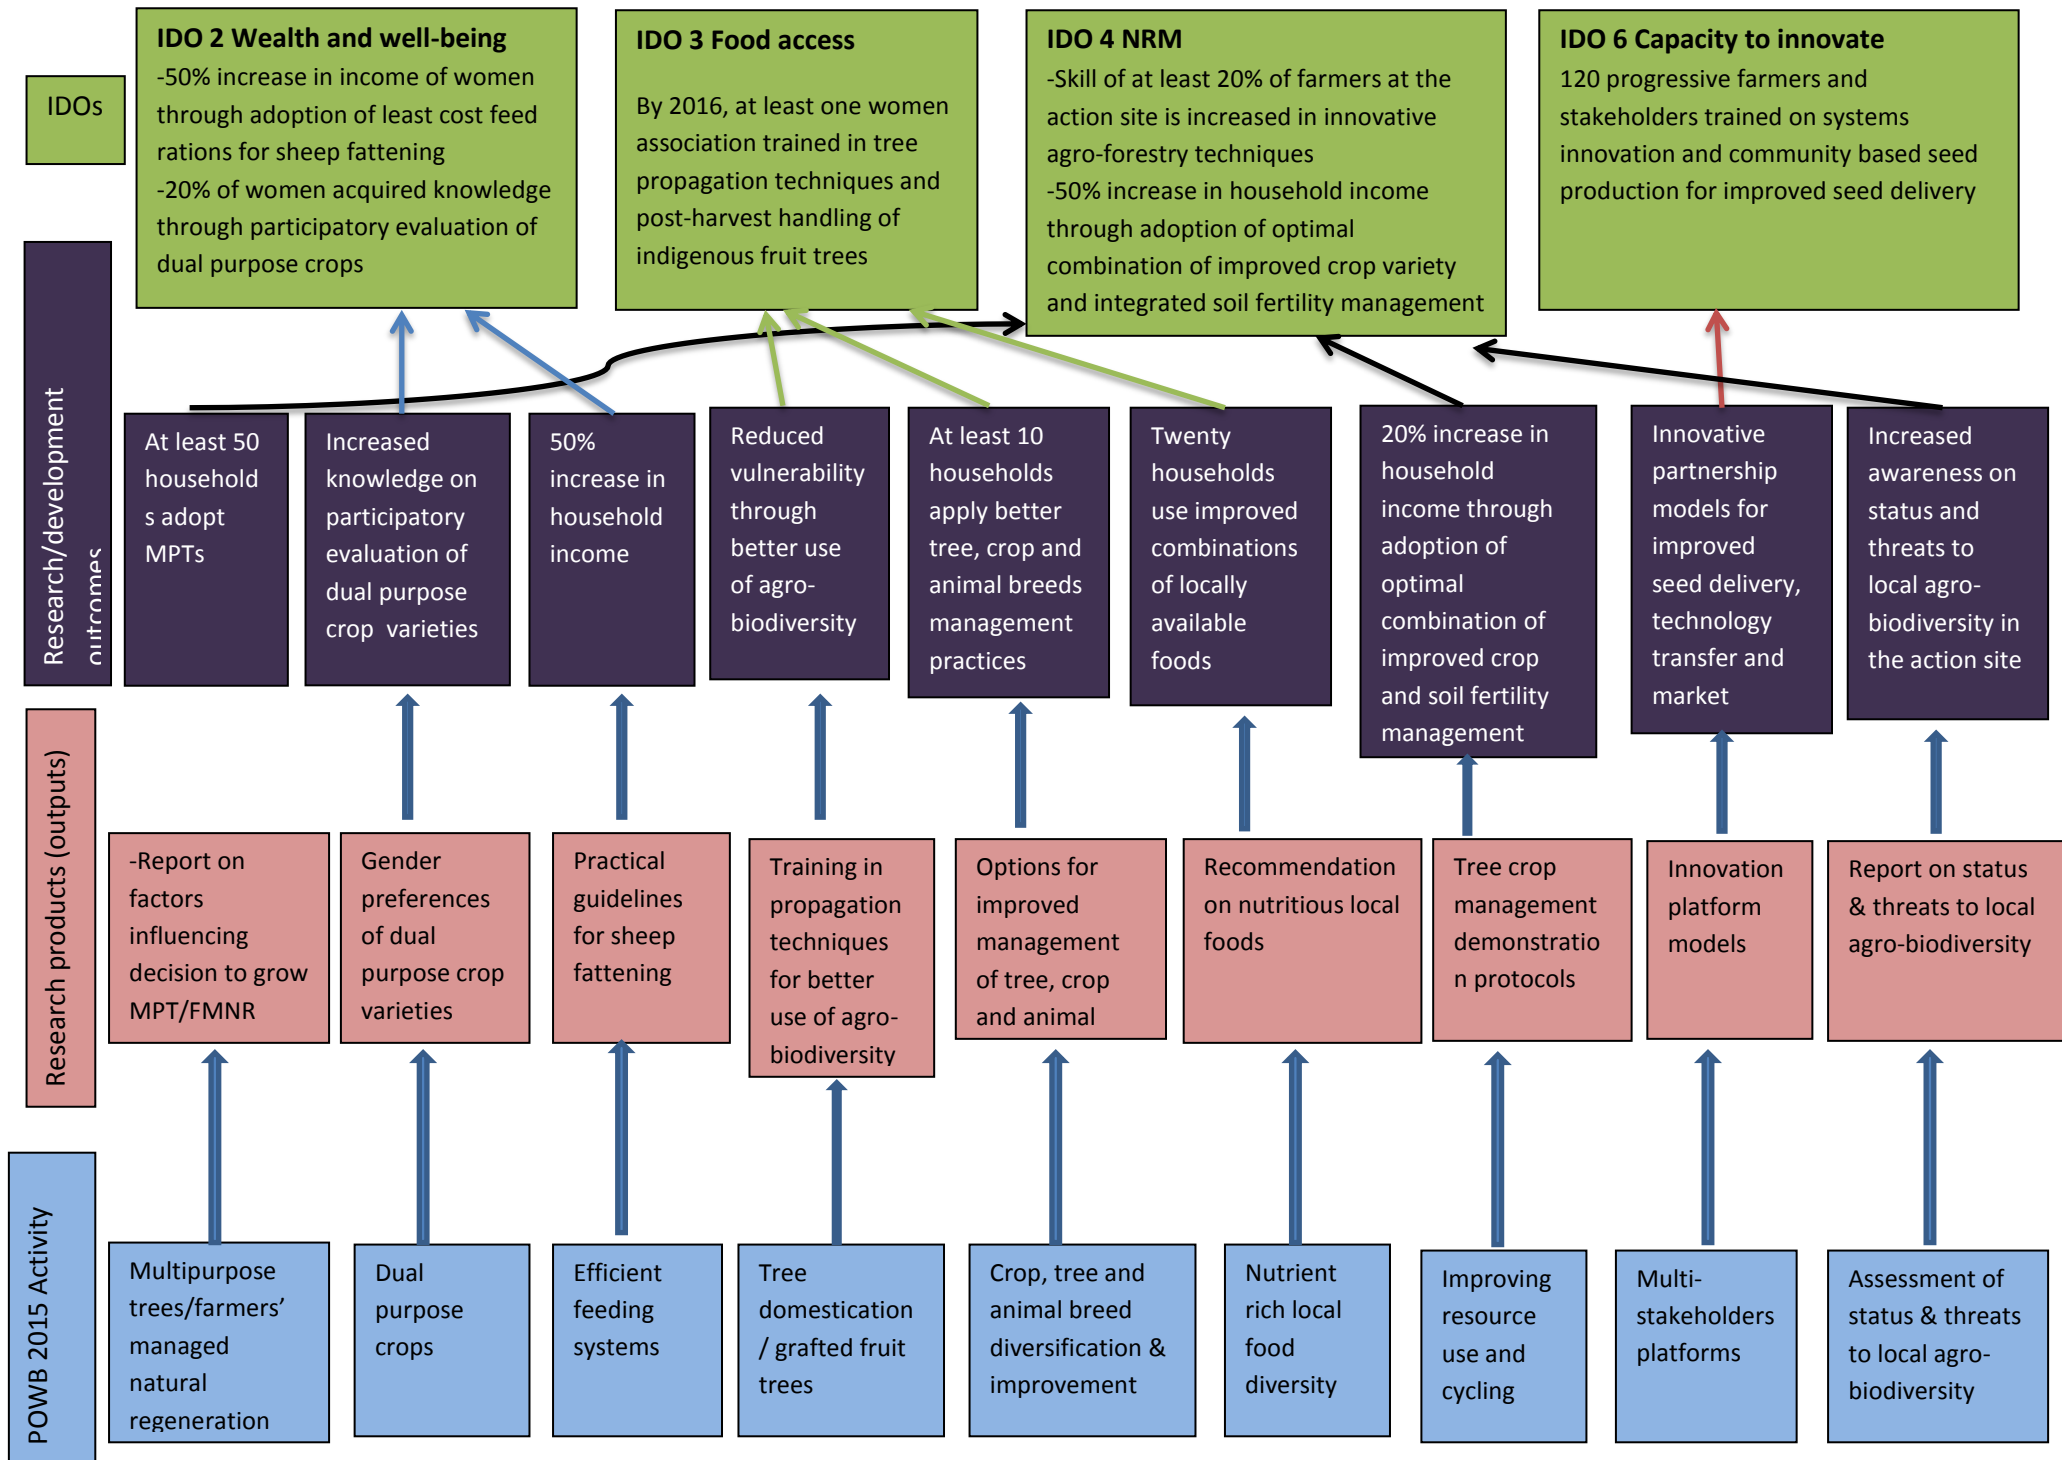 IDOs
IDO 2 Wealth and well-being
-50% increase in income of women
through adoption of least cost feed
rations for sheep fattening
-20% of women acquired knowledge
through participatory evaluation of
dual purpose crops
IDO 3 Food access
By 2016, at least one women
association trained in tree
propagation techniques and
post-harvest handling of
indigenous fruit trees
IDO 4 NRM
-Skill of at least 20% of farmers at the
action site is increased in innovative
agro-forestry techniques
-50% increase in household income
through adoption of optimal
combination of improved crop variety
and integrated soil fertility management
IDO 6 Capacity to innovate
120 progressive farmers and
stakeholders trained on systems
innovation and community based seed
production for improved seed delivery
Research/development
outcomes
At least 50
household
s adopt
MPTs
Increased
knowledge on
participatory
evaluation of
dual purpose
crop varieties
50%
increase in
household
income
Reduced
vulnerability
through
better use
of agro-
biodiversity
At least 10
households
apply better
tree, crop and
animal breeds
management
practices
Twenty
households
use improved
combinations
of locally
available
foods
20% increase in
household
income through
adoption of
optimal
combination of
improved crop
and soil fertility
management
Innovative
partnership
models for
improved
seed delivery,
technology
transfer and
market
Increased
awareness on
status and
threats to
local agro-
biodiversity in
the action site
Research products (outputs)
-Report on
factors
influencing
decision to grow
MPT/FMNR
Gender
preferences
of dual
purpose crop
varieties
Practical
guidelines
for sheep
fattening
Training in
propagation
techniques
for better
use of agro-
biodiversity
Options for
improved
management
of tree, crop
and animal
Recommendation
on nutritious local
foods
Tree crop
management
demonstratio
n protocols
Innovation
platform
models
Report on status
& threats to local
agro-biodiversity
POWB 2015 Activity
Multipurpose
trees/farmers’
managed
natural
regeneration
Dual
purpose
crops
Efficient
feeding
systems
Tree
domestication
/ grafted fruit
trees
Crop, tree and
animal breed
diversification &
improvement
Nutrient
rich local
food
diversity
Improving
resource
use and
cycling
Multi-
stakeholders
platforms
Assessment of
status & threats
to local agro-
biodiversity